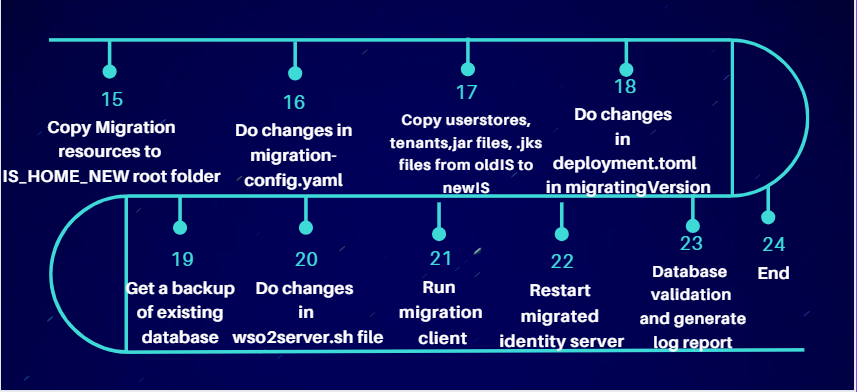 15
Copy Migration
resources to
IS_HOME_NEW root folder
16
Do changes in
migration-
config.yaml
17
Copy userstores,
tenants,jar files, .jks
files from oldIS to
newIS
18
Do changes
in
deployment.toml
in migratingVersion
19
Get a backup
of existing
database
20
Do changes
in
wso2server.sh file
21
Run
migration
client
22
Restart
migrated
identity server
23
Database
validation
and generate
log report
24
End